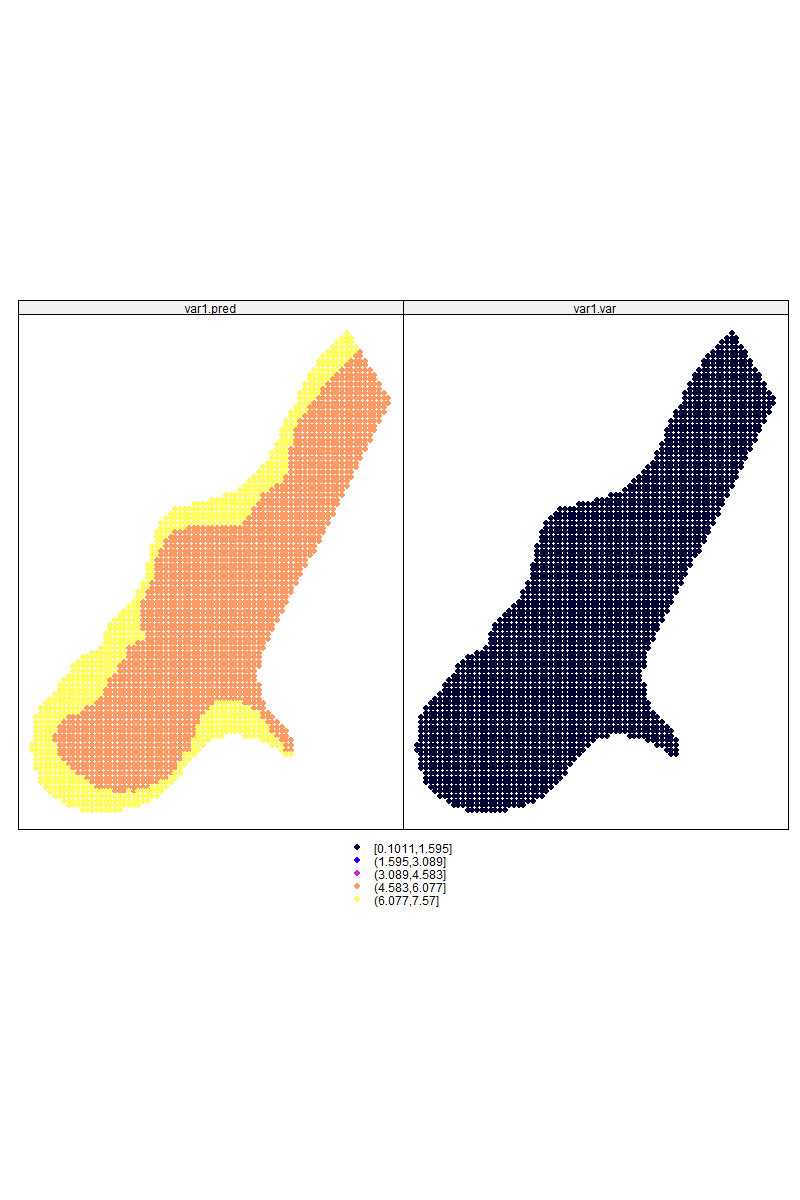 var1.pred
var1.var
[0.1011,1.595]
(1.595,3.089]
(3.089,4.583]
(4.583,6.077]
(6.077,7.57]